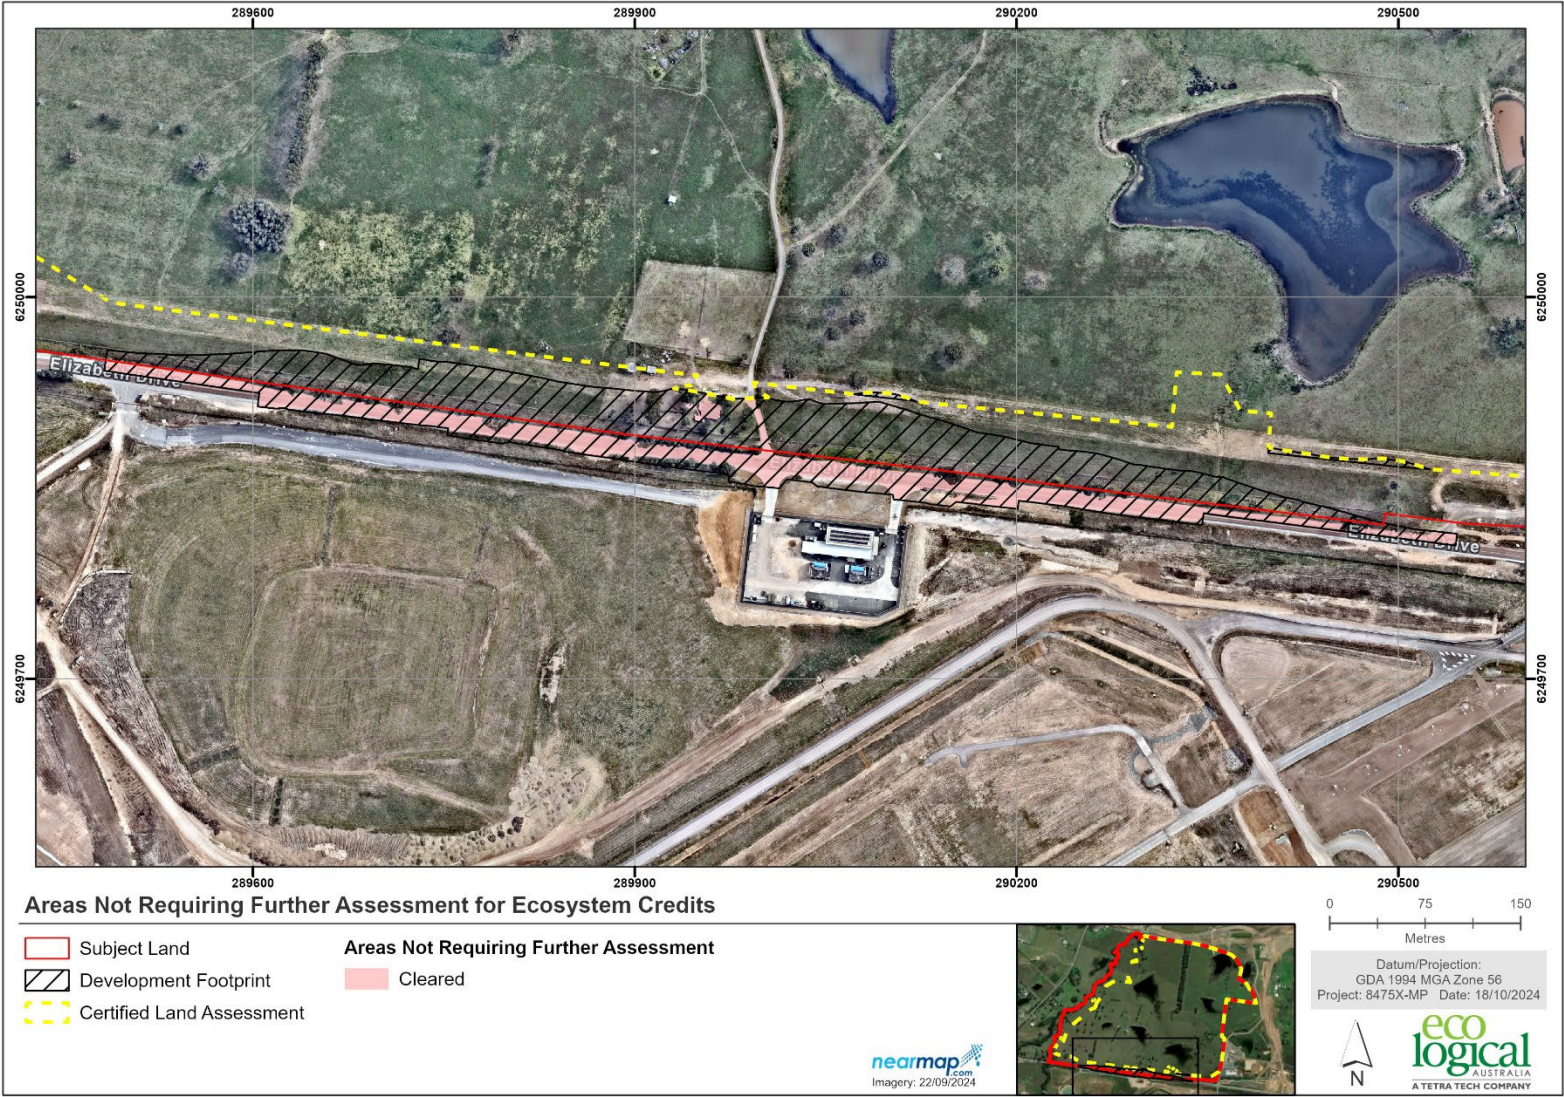 289600 289900 290200 290500
6250000 6250000
Elizabeth Drive
Elizabeth Drive
6249700 6249700
289600 289900 290200 290500
Areas Not Requiring Further Assessment for Ecosystem Credits
Subject Land
Development Footprint
Certified Land Assessment
Areas Not Requiring Further Assessment
Cleared
nearmap.com
Imagery: 22/09/2024
0 75 150
Metres
Datum/Projection:
GDA 1994 MGA Zone 56
Project: 8475X-MP Date: 18/10/2024
N
eco
logical
AUSTRALIA
A TETRA TECH COMPANY